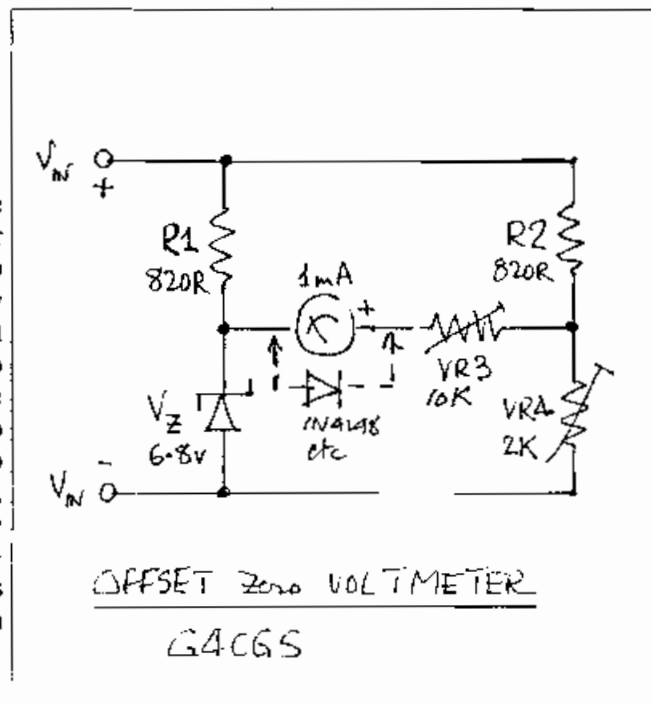 VIN
+
R1
820R
1mA
+
R2
820R
VR3
10K
VZ
6.8v
1N4148
etc
VR4
2K
-
VIN
OFFSET Zero VOLTMETER
G4CGS